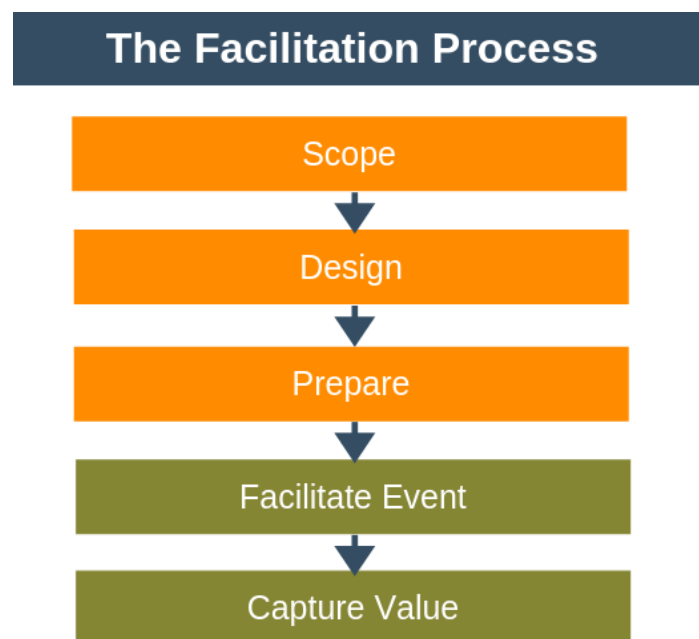 The Facilitation Process
Scope
Design
Prepare
Facilitate Event
Capture Value